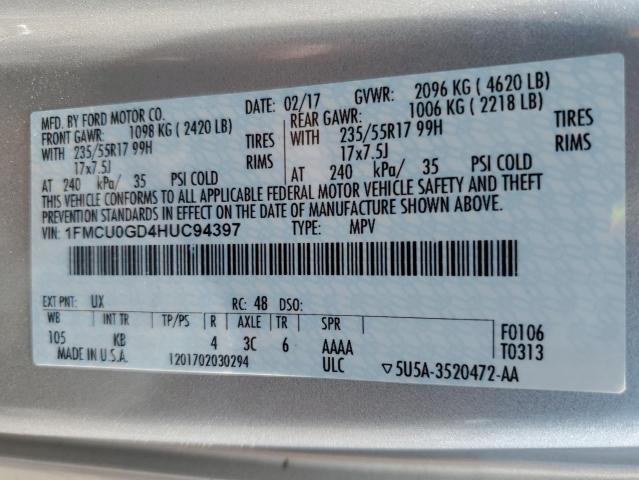 MFD. BY FORD MOTOR CO. DATE: 02/17 GVWR: 2096 KG ( 4620 LB)
FRONT GAWR: 1098 KG ( 2420 LB) REAR GAWR: 1006 KG ( 2218 LB)
WITH 235/55R17 99H TIRES WITH 235/55R17 99H TIRES
17x7.5J RIMS 17x7.5J RIMS
AT 240 kPa/ 35 PSI COLD AT 240 kPa/ 35 PSI COLD
THIS VEHICLE CONFORMS TO ALL APPLICABLE FEDERAL MOTOR VEHICLE SAFETY AND THEFT
PREVENTION STANDARDS IN EFFECT ON THE DATE OF MANUFACTURE SHOWN ABOVE.
VIN: 1FMCU0GD4HUC94397 TYPE: MPV
EXT PNT: UX RC: 48 DSO:
WB INT TR TP/PS R AXLE TR SPR F0106
105 KB 4 3C 6 AAAA T0313
MADE IN U.S.A. 1201702030294 ULC ▽5U5A-3520472-AA